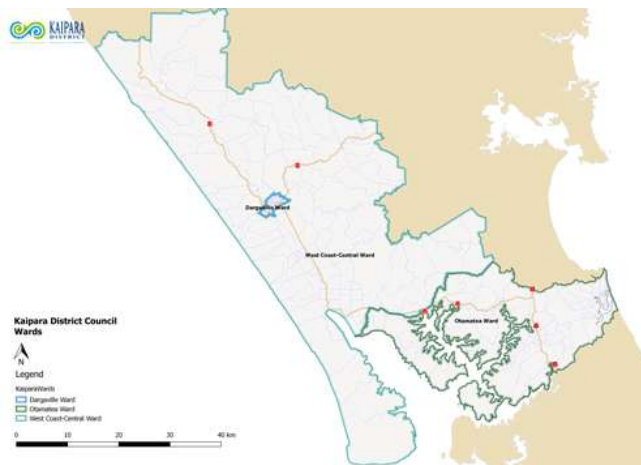 KAIPARA
DISTRICT
Dargaville Ward
West Coast-Central Ward
Otamatea Ward
Kaipara District Council
Wards
N
Legend
KaiparaWards
Dargaville Ward
Otamatea Ward
West Coast-Central Ward
0 10 20 30 40 km